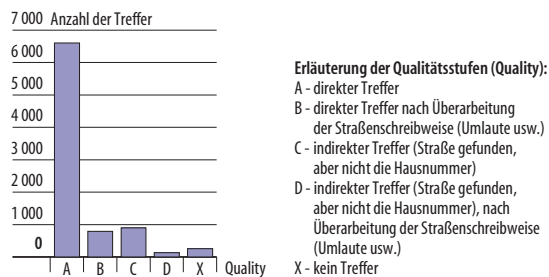 7 000 Anzahl der Treffer
6 000
5 000
4 000
3 000
2 000
1 000
0
A B C D X Quality
Erläuterung der Qualitätsstufen (Quality):
A - direkter Treffer
B - direkter Treffer nach Überarbeitung
der Straßenschreibweise (Umlaute usw.)
C - indirekter Treffer (Straße gefunden,
aber nicht die Hausnummer)
D - indirekter Treffer (Straße gefunden,
aber nicht die Hausnummer), nach
Überarbeitung der Straßenschreibweise
(Umlaute usw.)
X - kein Treffer